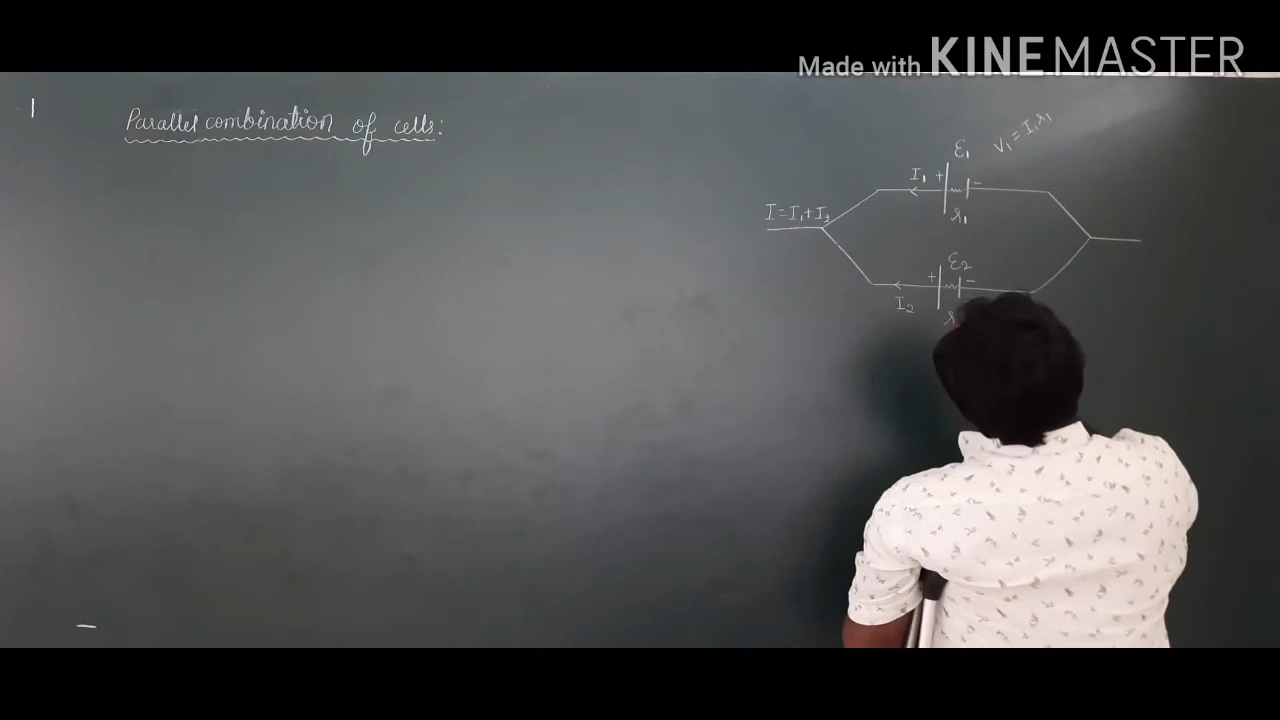 Made with KINEMASTER
Parallel combination of cells:
V₁ = I₁r₁
ε₁
I₁ + -
r₁
I = I₁ + I₂
ε₂
+ -
I₂
r